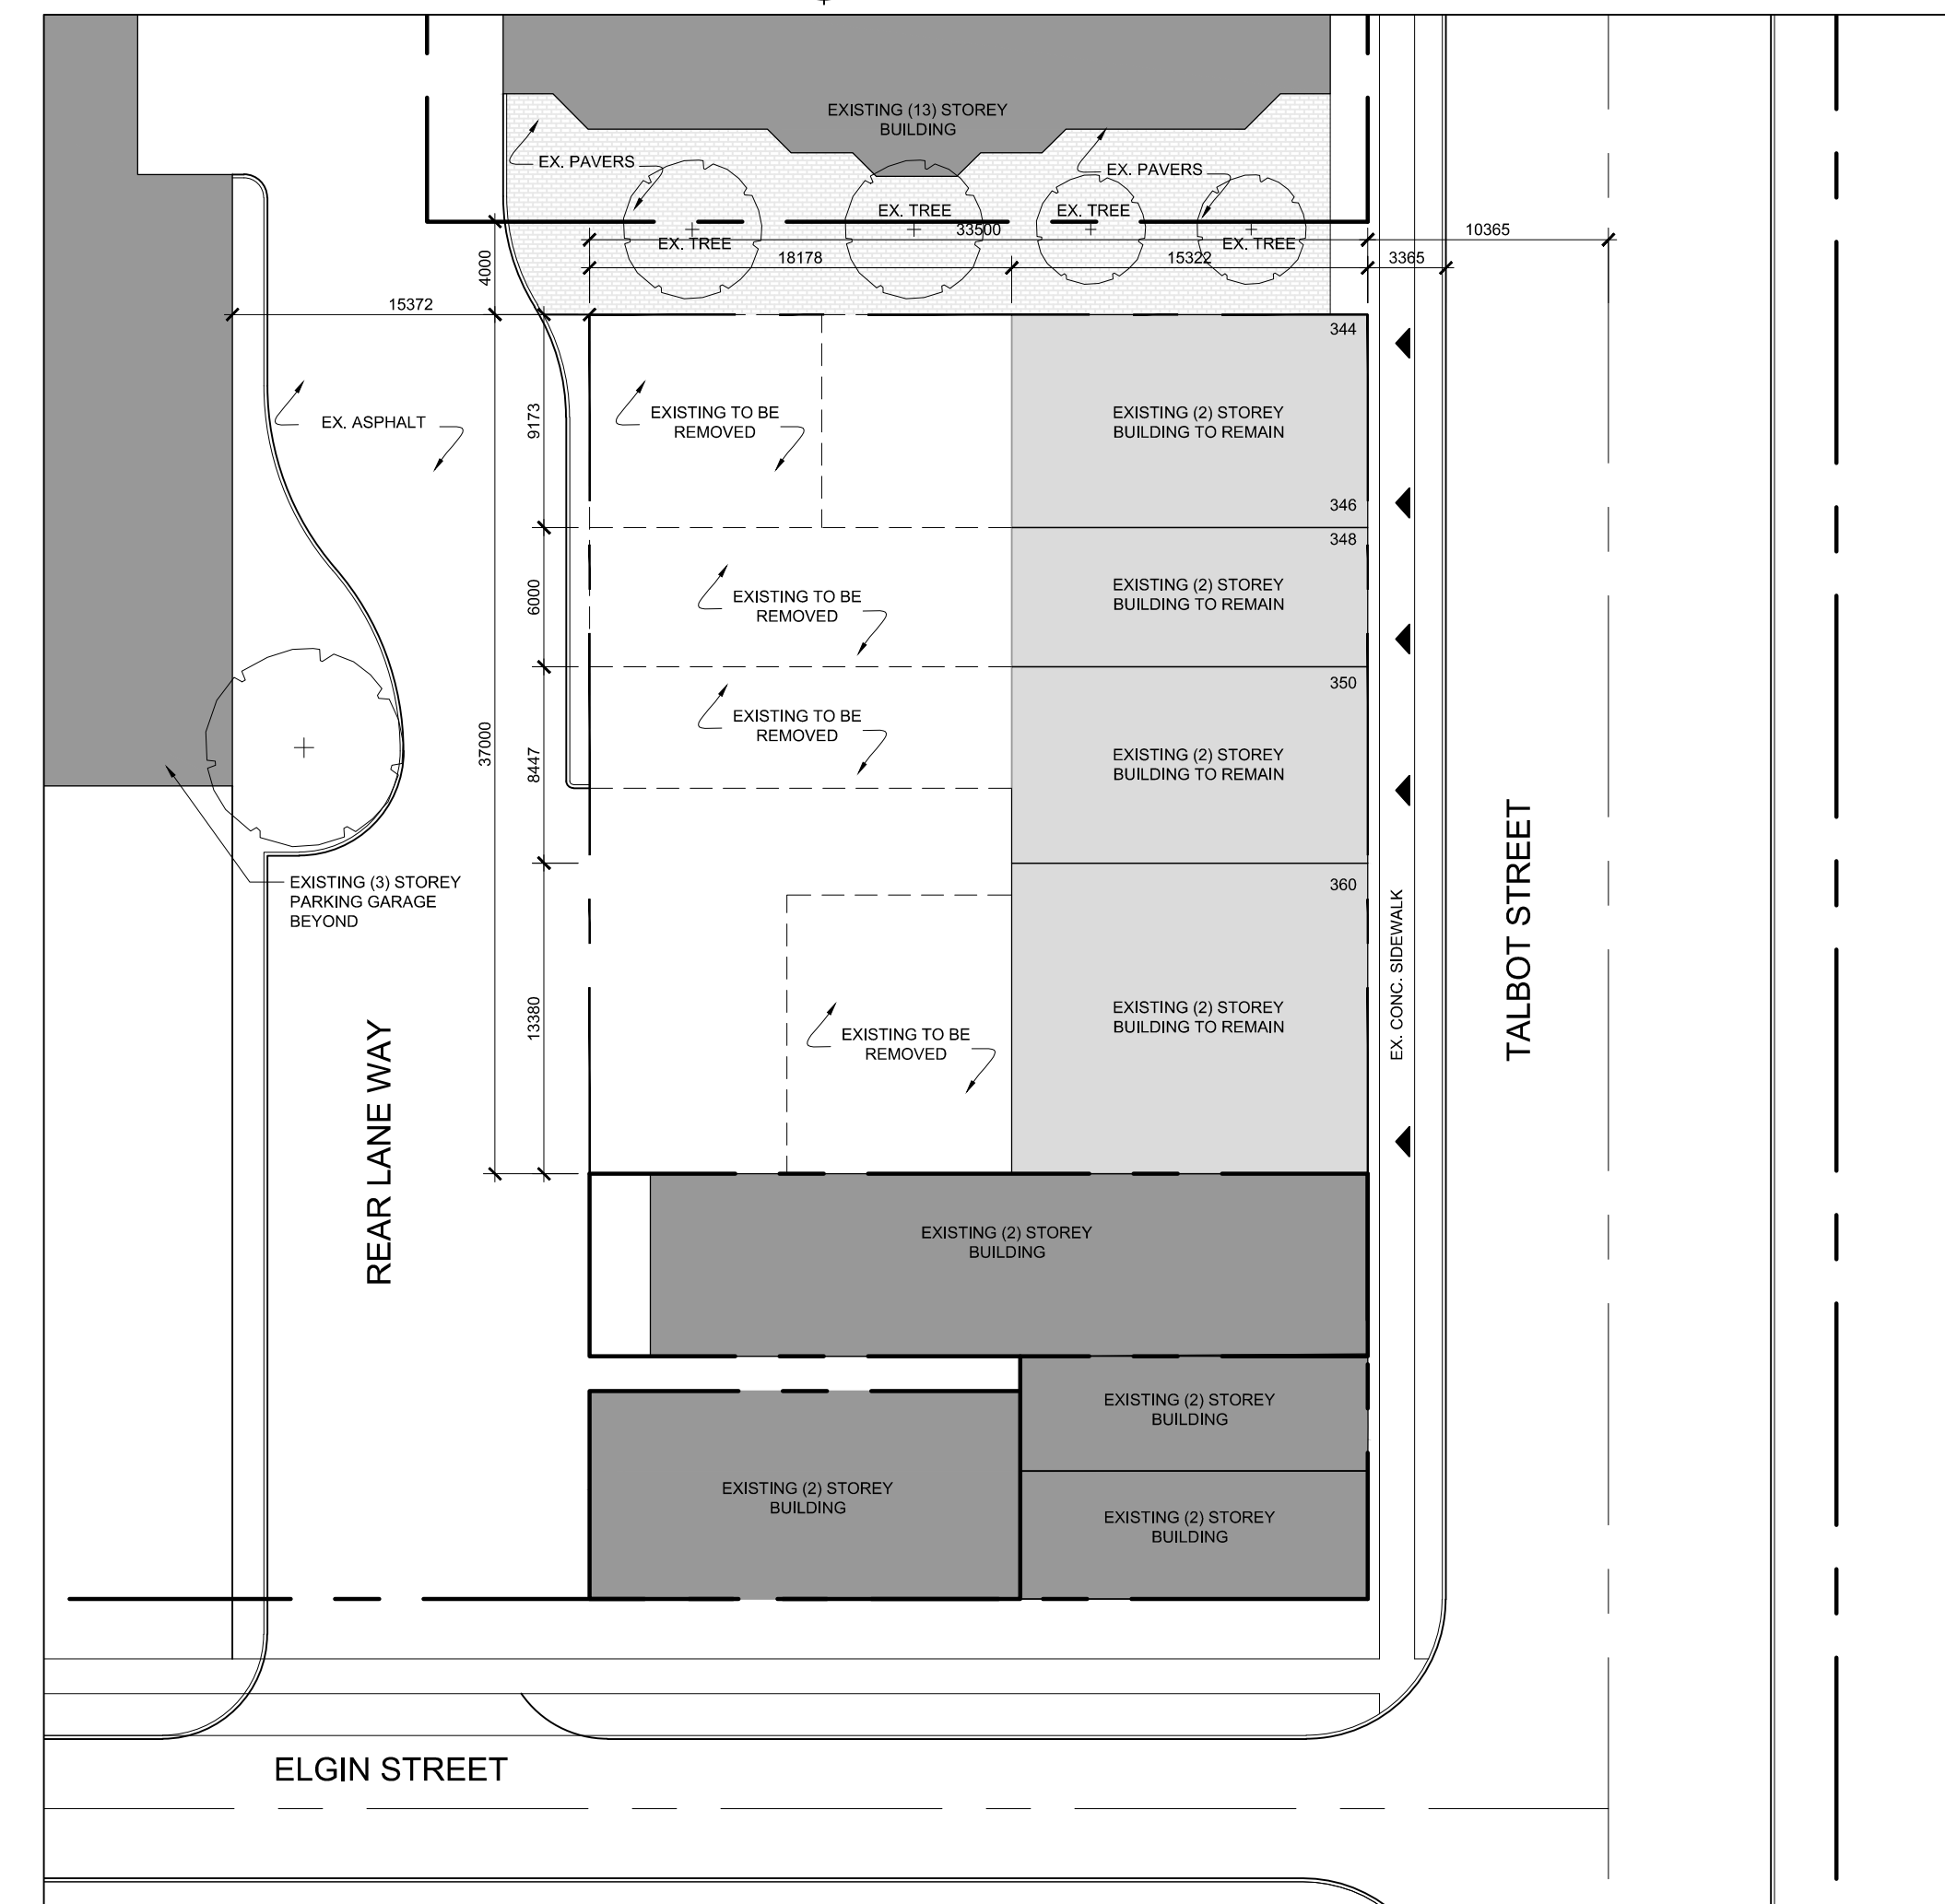 EXISTING (13) STOREY
BUILDING
EX. PAVERS
EX. PAVERS
EX. TREE
EX. TREE
EX. TREE
EX. TREE
33500
10365
18178
15322
3365
4000
15372
344
EX. ASPHALT
9173
EXISTING TO BE
REMOVED
EXISTING (2) STOREY
BUILDING TO REMAIN
346
348
6000
EXISTING TO BE
REMOVED
EXISTING (2) STOREY
BUILDING TO REMAIN
350
37000
8447
EXISTING TO BE
REMOVED
EXISTING (2) STOREY
BUILDING TO REMAIN
EXISTING (3) STOREY
PARKING GARAGE
BEYOND
360
13380
EXISTING TO BE
REMOVED
EXISTING (2) STOREY
BUILDING TO REMAIN
EX. CONC. SIDEWALK
TALBOT STREET
REAR LANE WAY
EXISTING (2) STOREY
BUILDING
EXISTING (2) STOREY
BUILDING
EXISTING (2) STOREY
BUILDING
EXISTING (2) STOREY
BUILDING
ELGIN STREET